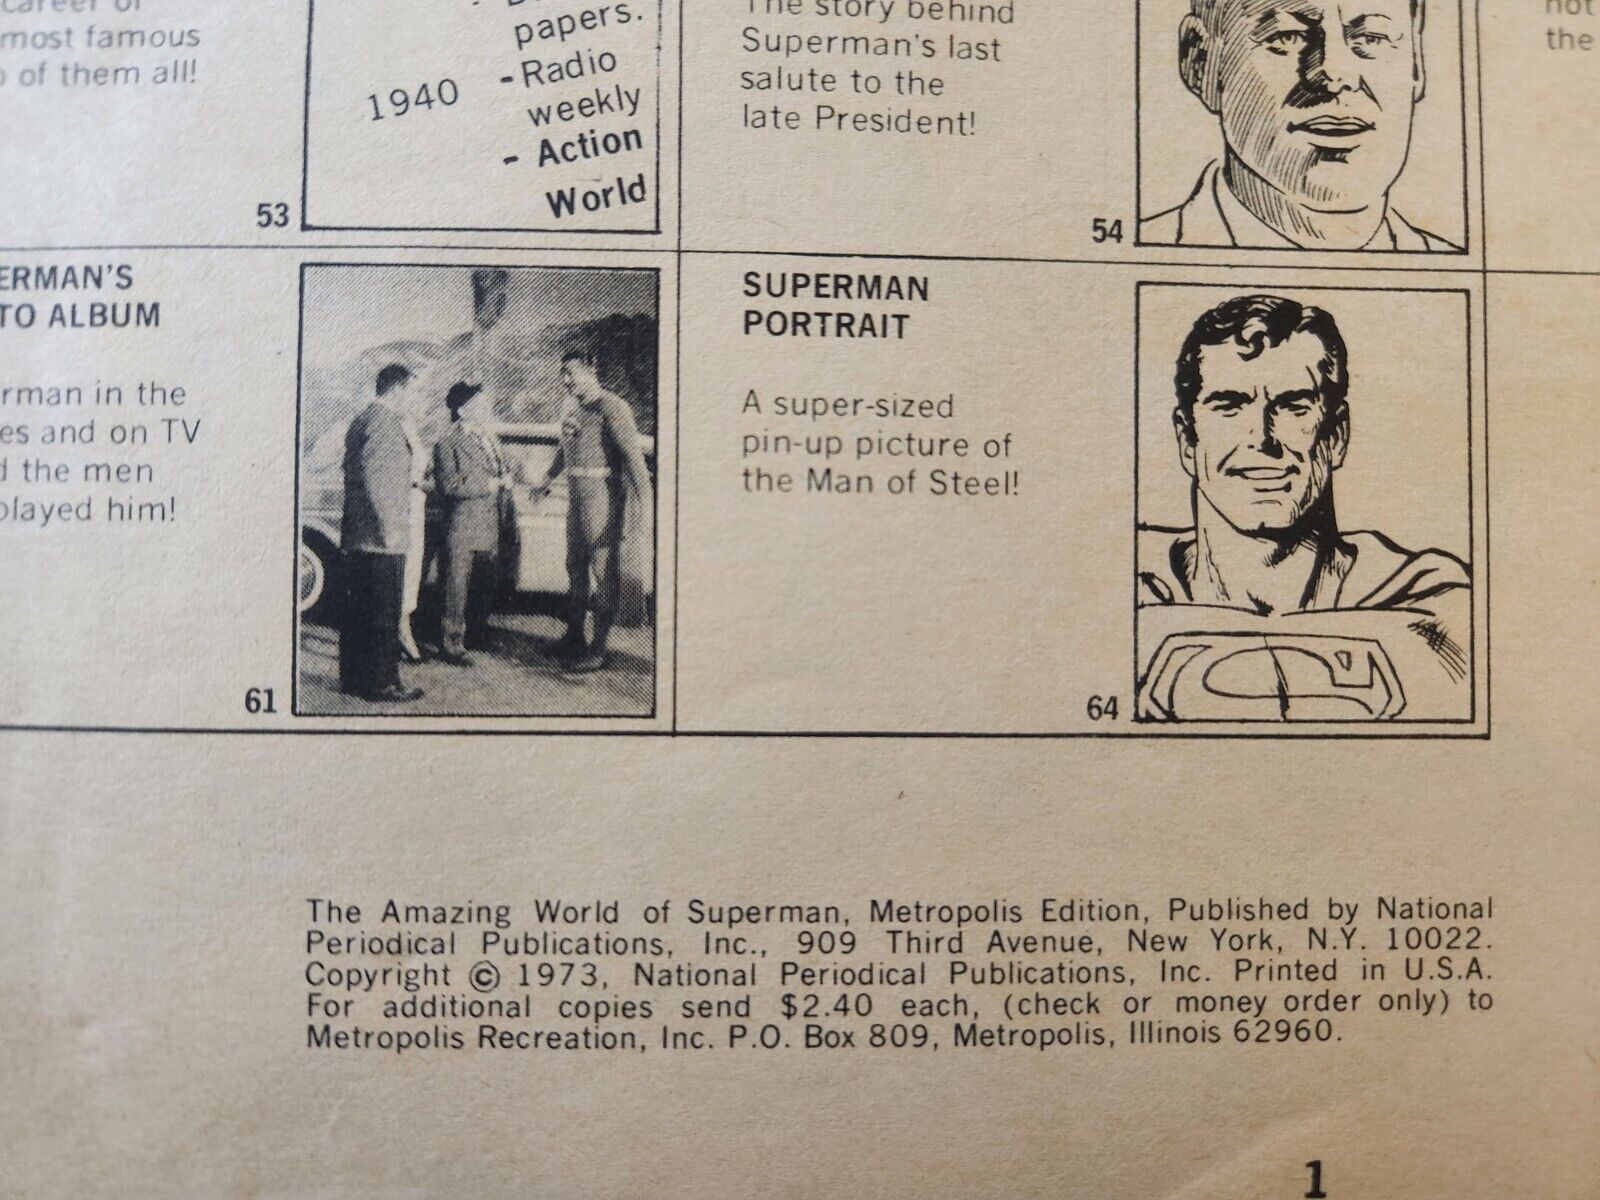 most famous
of them all!
53
papers.
1940
- Radio
weekly
- Action
World
The story behind
Superman's last
salute to the
late President!
54
the
ERMAN'S
TO ALBUM
rman in the
es and on TV
the men
played him!
61
SUPERMAN
PORTRAIT
A super-sized
pin-up picture of
the Man of Steel!
64
The Amazing World of Superman, Metropolis Edition, Published by National
Periodical Publications, Inc., 909 Third Avenue, New York, N.Y. 10022.
Copyright © 1973, National Periodical Publications, Inc. Printed in U.S.A.
For additional copies send $2.40 each, (check or money order only) to
Metropolis Recreation, Inc. P.O. Box 809, Metropolis, Illinois 62960.
1